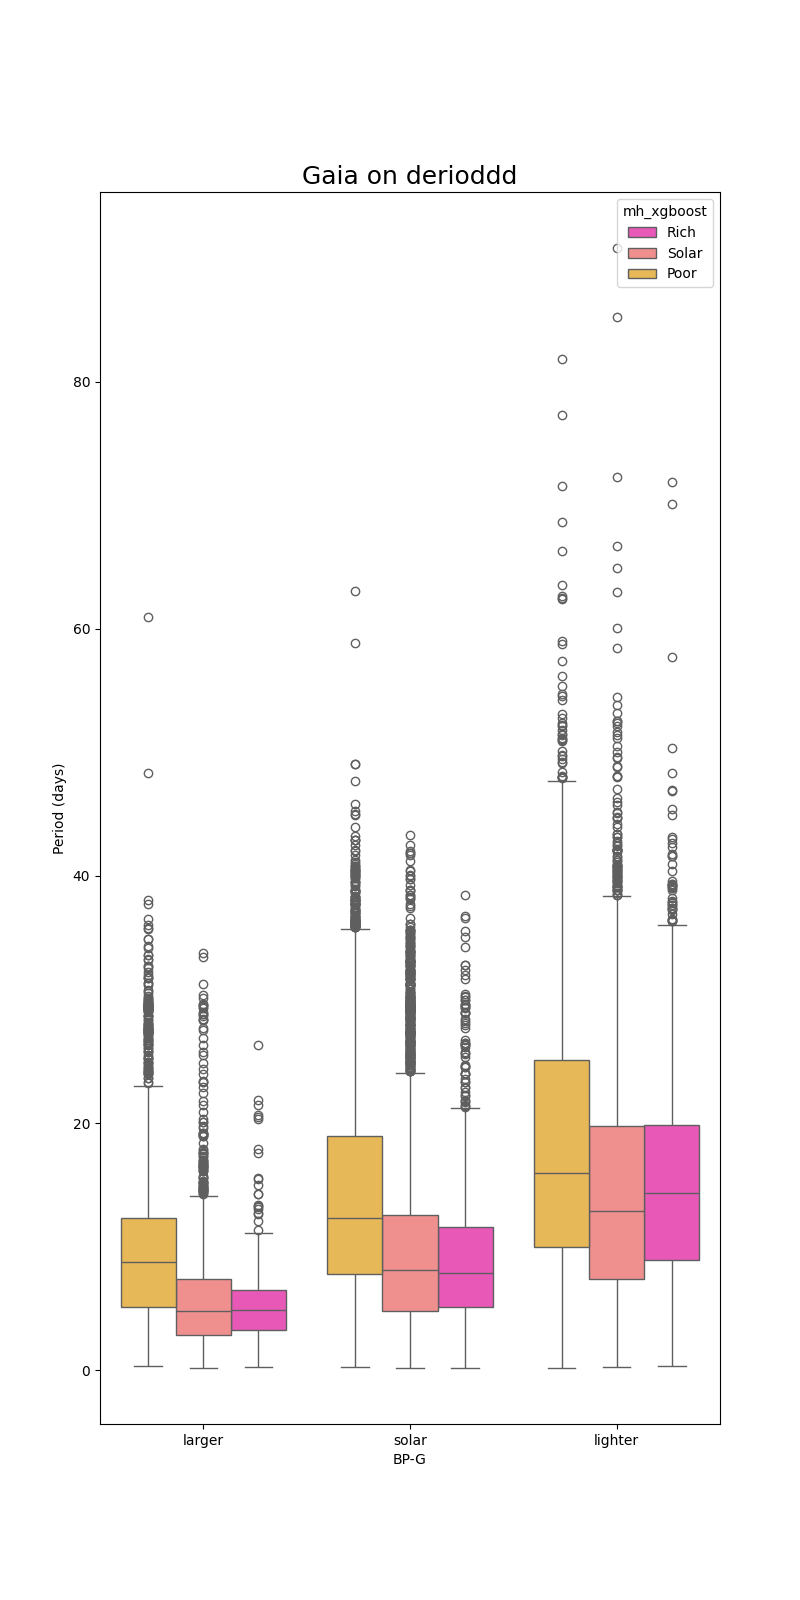 Gaia on derioddd
mh_xgboost
Rich
Solar
Poor
80
60
40
20
0
Period (days)
larger
solar
lighter
BP-G